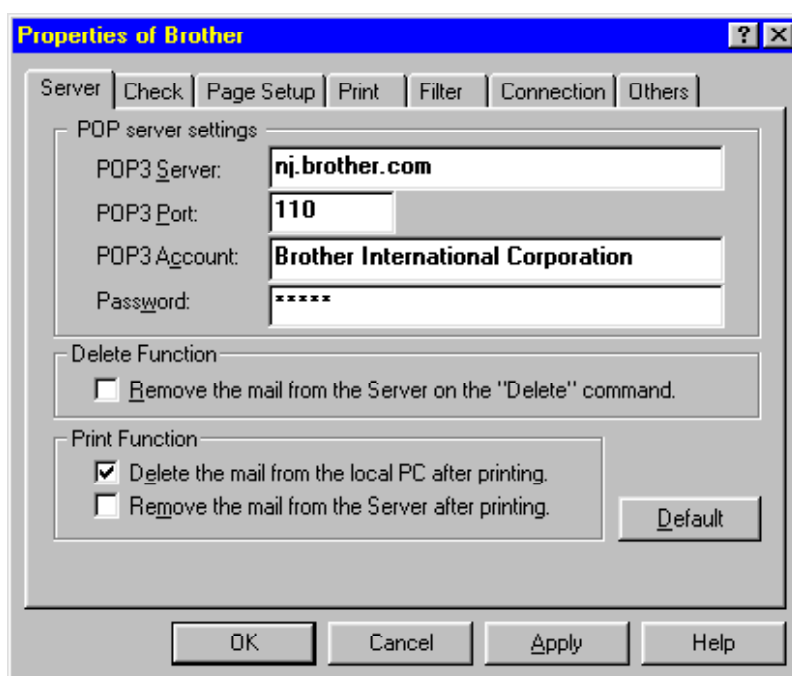 Properties of Brother
Server Check Page Setup Print Filter Connection Others
POP server settings
POP3 Server: nj.brother.com
POP3 Port: 110
POP3 Account: Brother International Corporation
Password: *****
Delete Function
Remove the mail from the Server on the "Delete" command.
Print Function
Delete the mail from the local PC after printing.
Remove the mail from the Server after printing.
Default
OK Cancel Apply Help